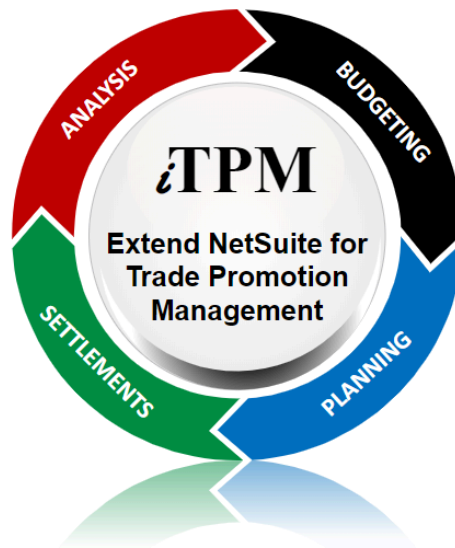 ANALYSIS
BUDGETING
iTPM
Extend NetSuite for
Trade Promotion
Management
SETTLEMENTS
PLANNING